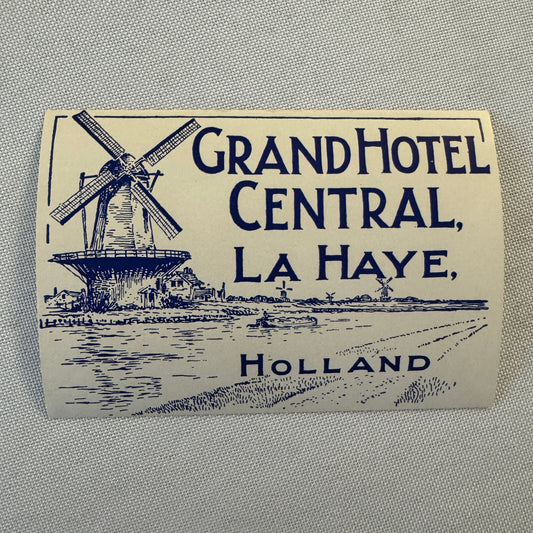 GRAND HOTEL
CENTRAL,
LA HAYE,
HOLLAND